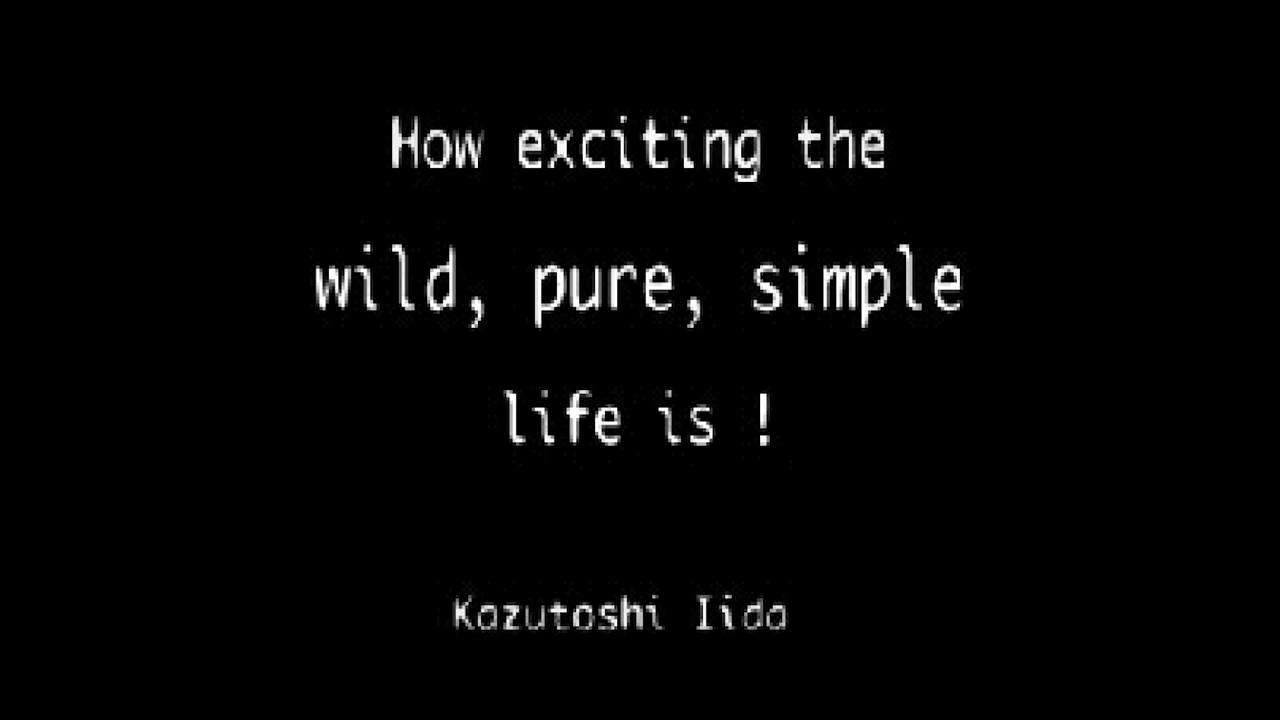 How exciting the
wild, pure, simple
life is !
Kazutoshi Iida